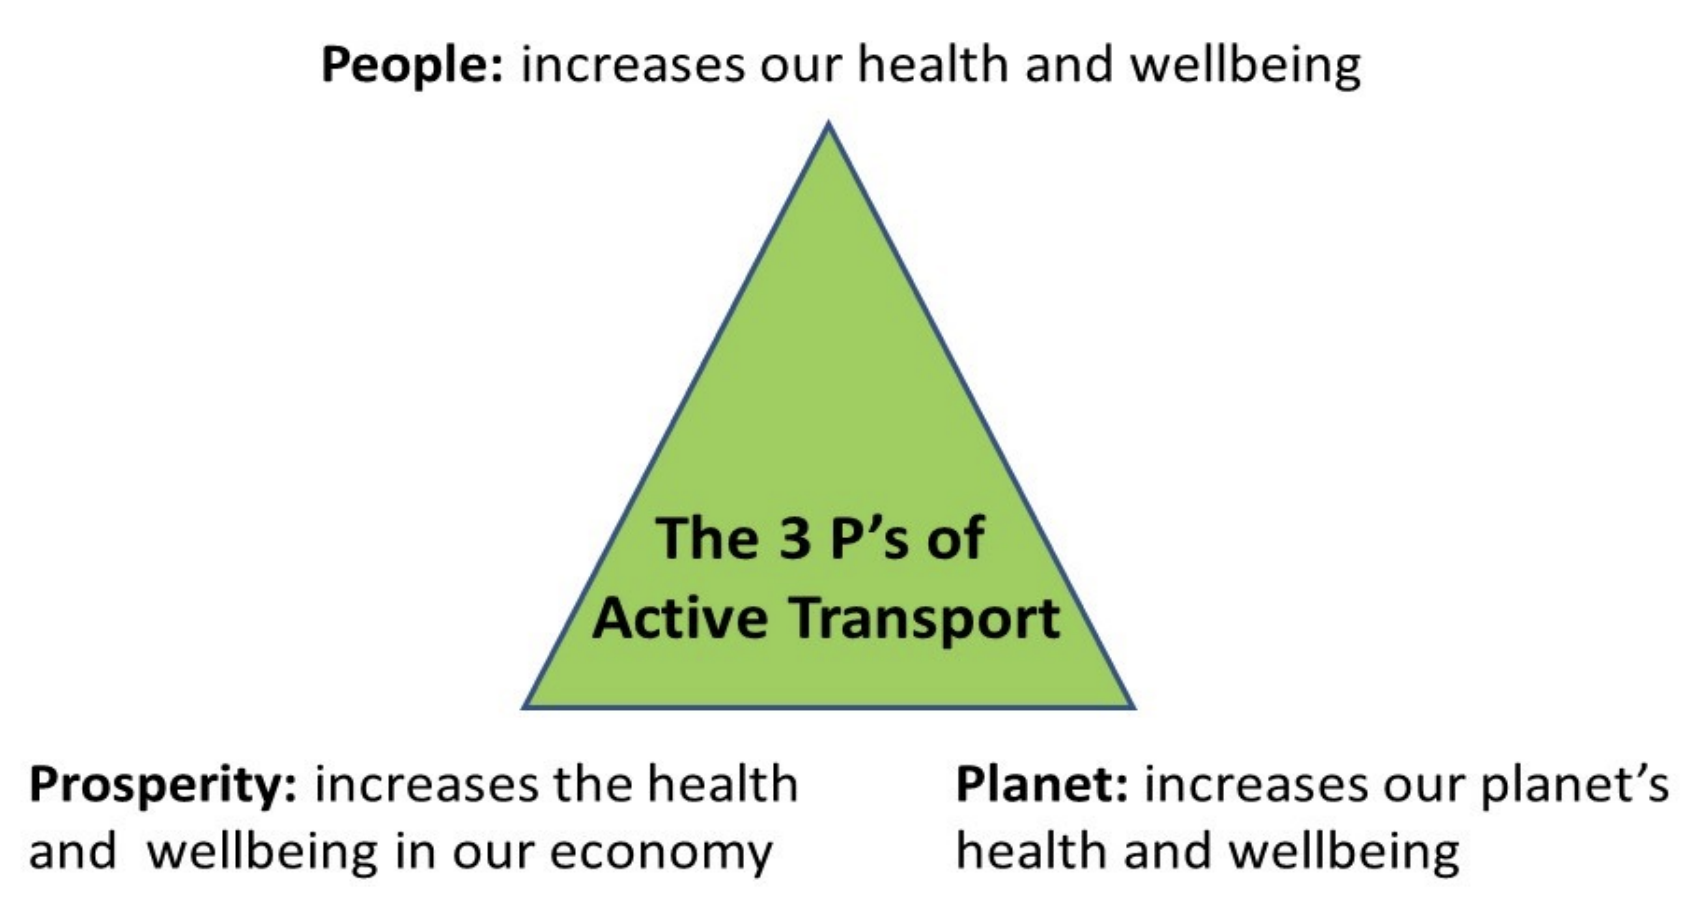 People: increases our health and wellbeing
The 3 P’s of
Active Transport
Prosperity: increases the health
and  wellbeing in our economy
Planet: increases our planet’s
health and wellbeing